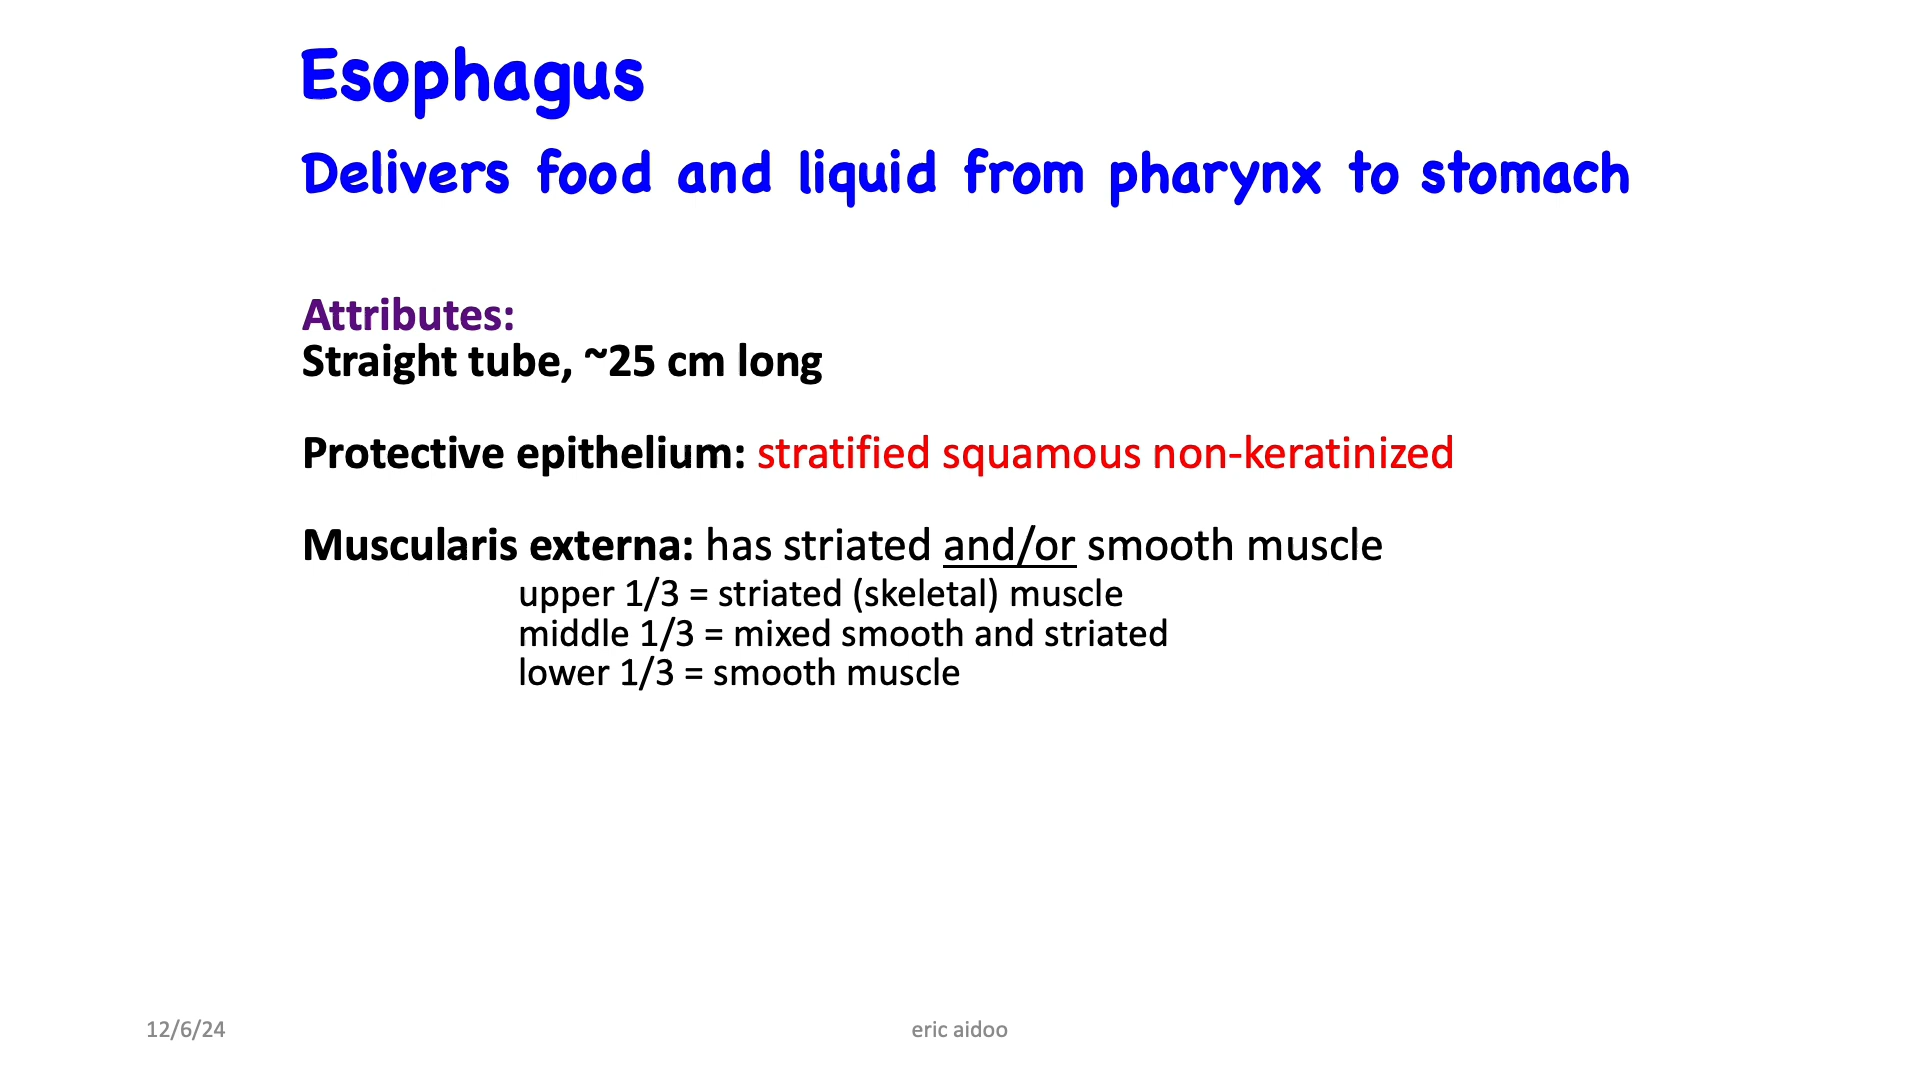 Esophagus
Delivers food and liquid from pharynx to stomach
Attributes:
Straight tube, ~25 cm long
Protective epithelium: stratified squamous non-keratinized
Muscularis externa: has striated and/or smooth muscle
upper 1/3 = striated (skeletal) muscle
middle 1/3 = mixed smooth and striated
lower 1/3 = smooth muscle
12/6/24
eric aidoo